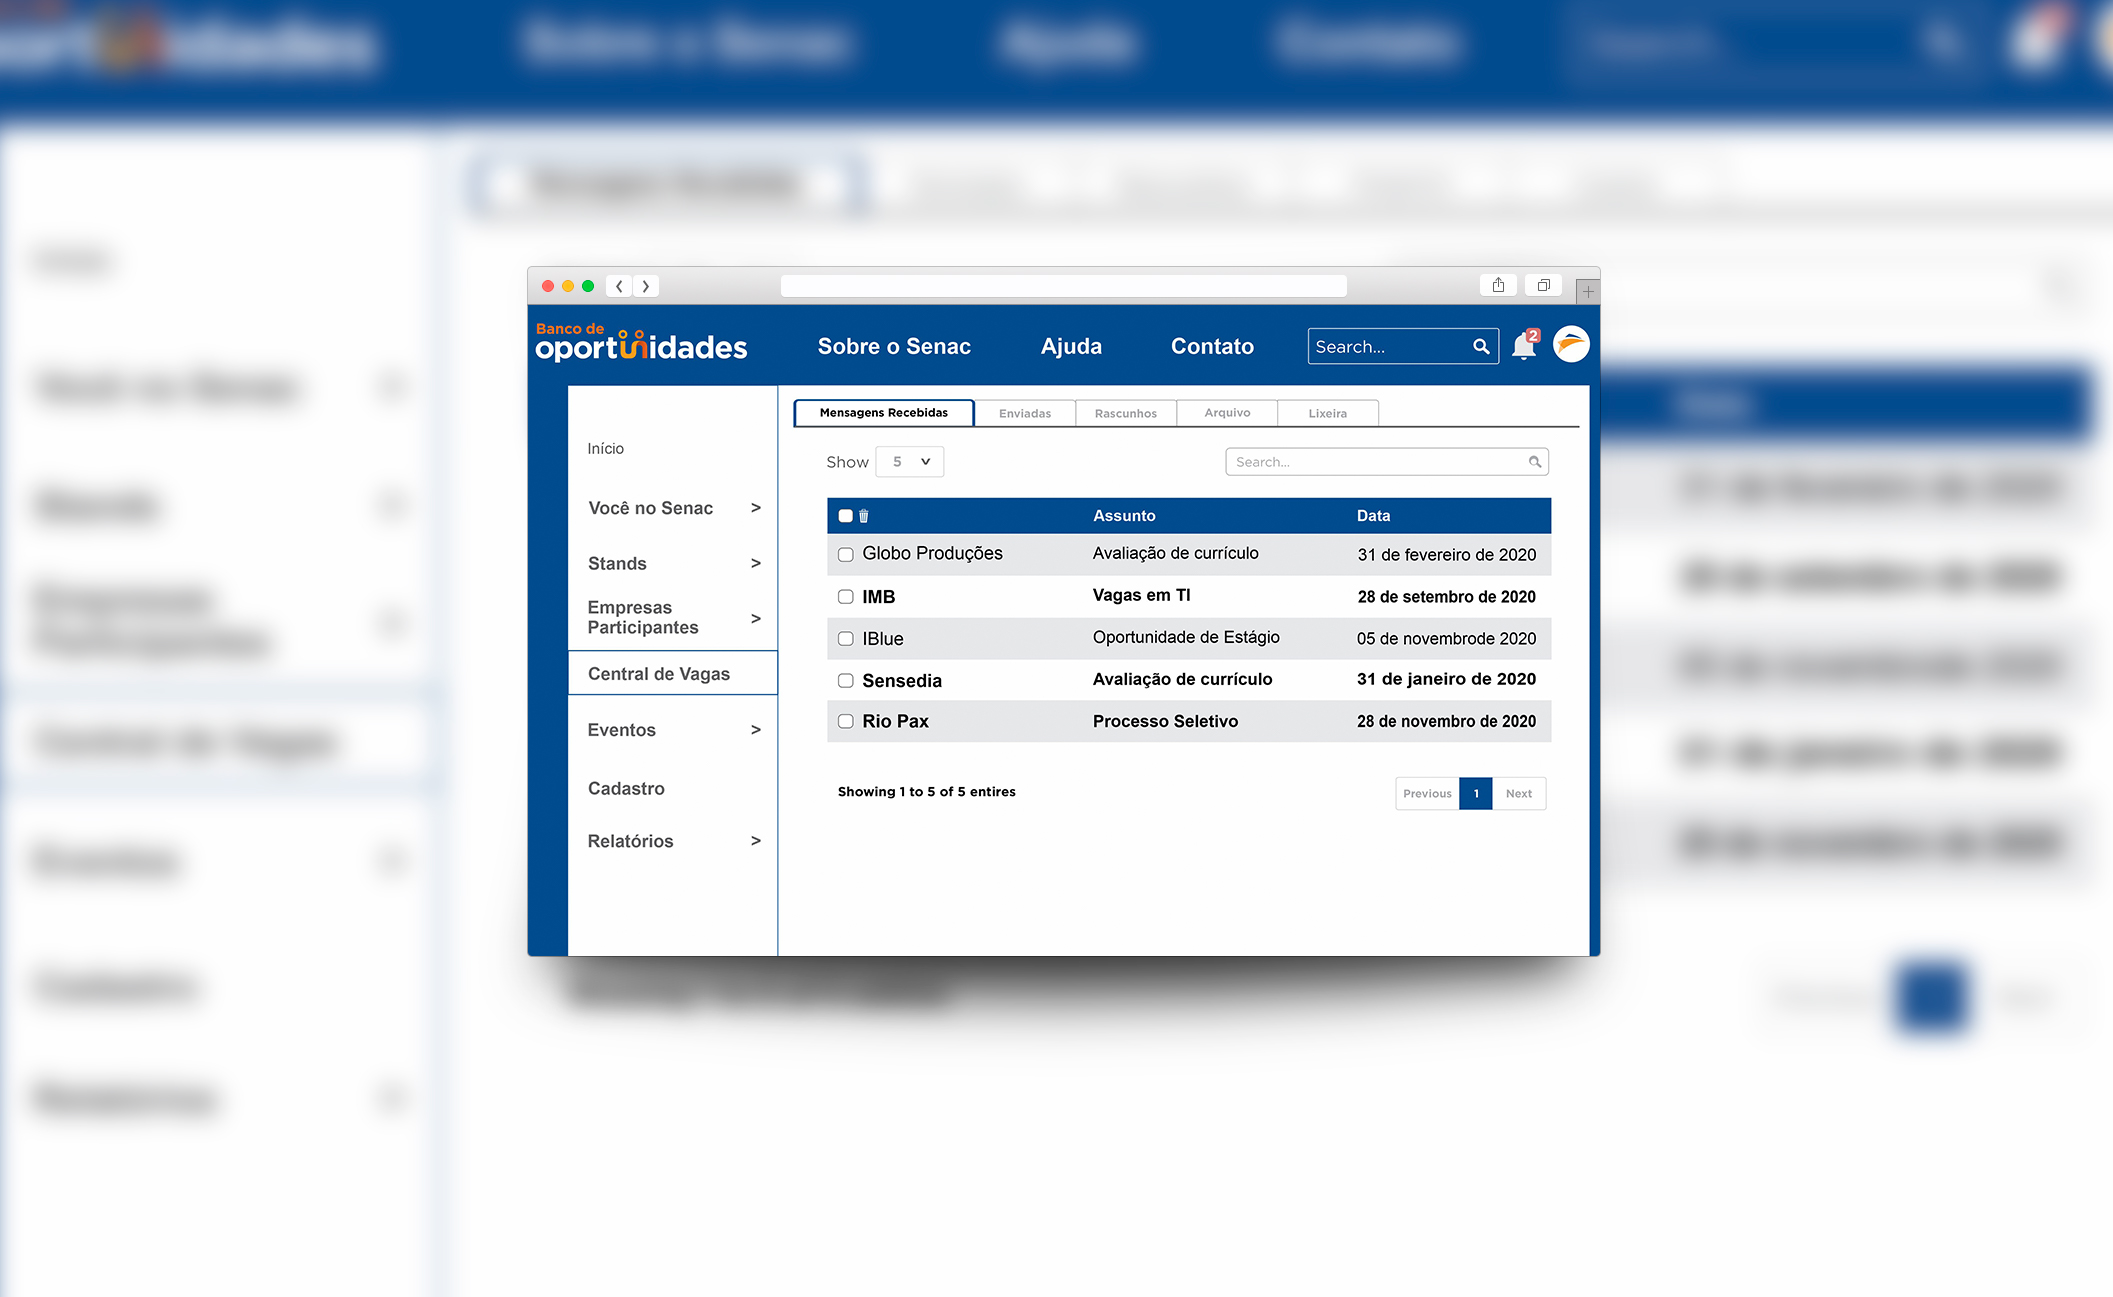 Banco de
oportunidades
Sobre o Senac
Ajuda
Contato
Search...
2
Início
Você no Senac >
Stands >
Empresas
Participantes >
Central de Vagas
Eventos >
Cadastro
Relatórios >
Mensagens Recebidas
Enviadas
Rascunhos
Arquivo
Lixeira
Show 5
Search...
Assunto Data
Globo Produções Avaliação de currículo 31 de fevereiro de 2020
IMB Vagas em TI 28 de setembro de 2020
IBlue Oportunidade de Estágio 05 de novembrode 2020
Sensedia Avaliação de currículo 31 de janeiro de 2020
Rio Pax Processo Seletivo 28 de novembro de 2020
Showing 1 to 5 of 5 entires
Previous 1 Next